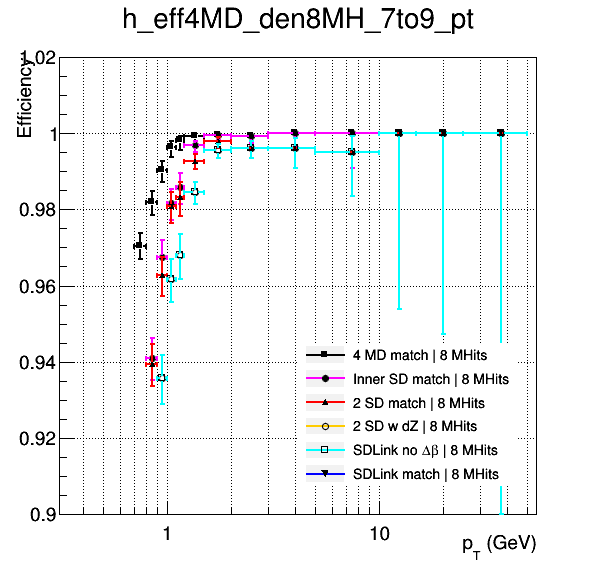 h_eff4MD_den8MH_7to9_pt
Efficiency
1.02
1
0.98
0.96
0.94
0.92
0.9
4 MD match | 8 MHits
Inner SD match | 8 MHits
2 SD match | 8 MHits
2 SD w dZ | 8 MHits
SDLink no Δβ | 8 MHits
SDLink match | 8 MHits
1
10
p_T (GeV)